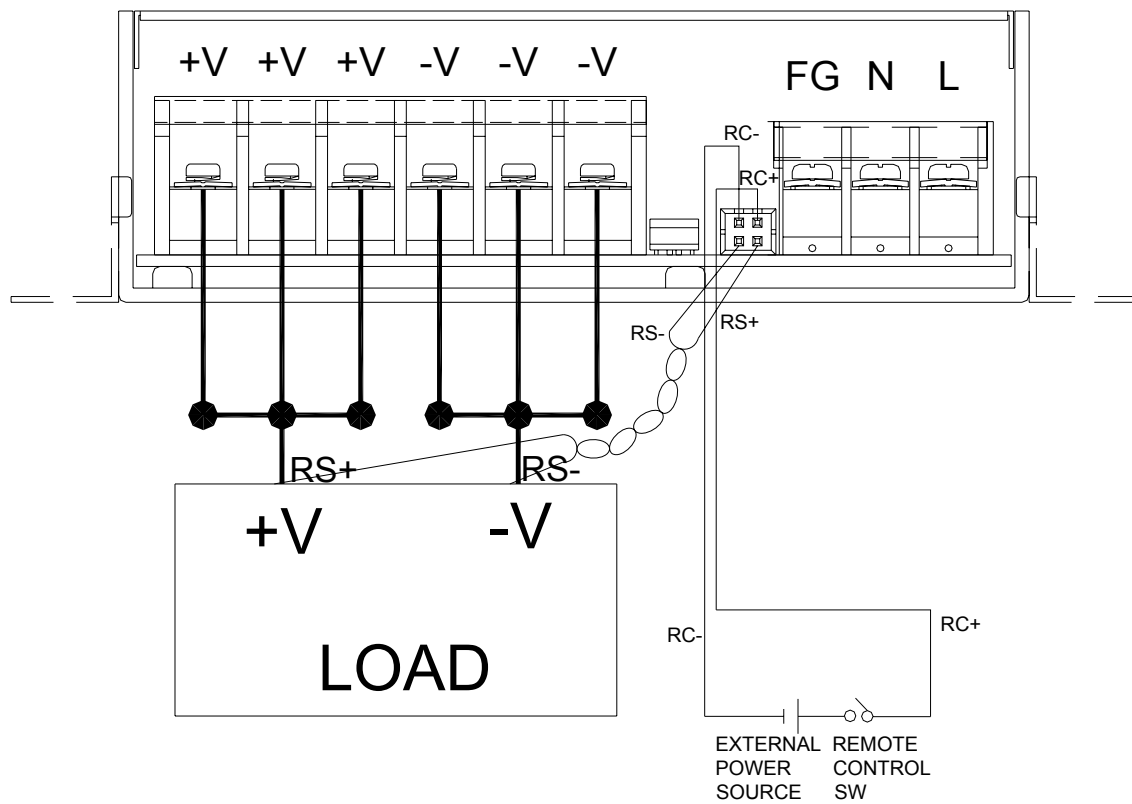 +V +V +V -V -V -V
FG N L
RC-
RC+
RS-
RS+
RS+
RS-
+V
-V
LOAD
RC-
RC+
EXTERNAL
POWER
SOURCE
REMOTE
CONTROL
SW